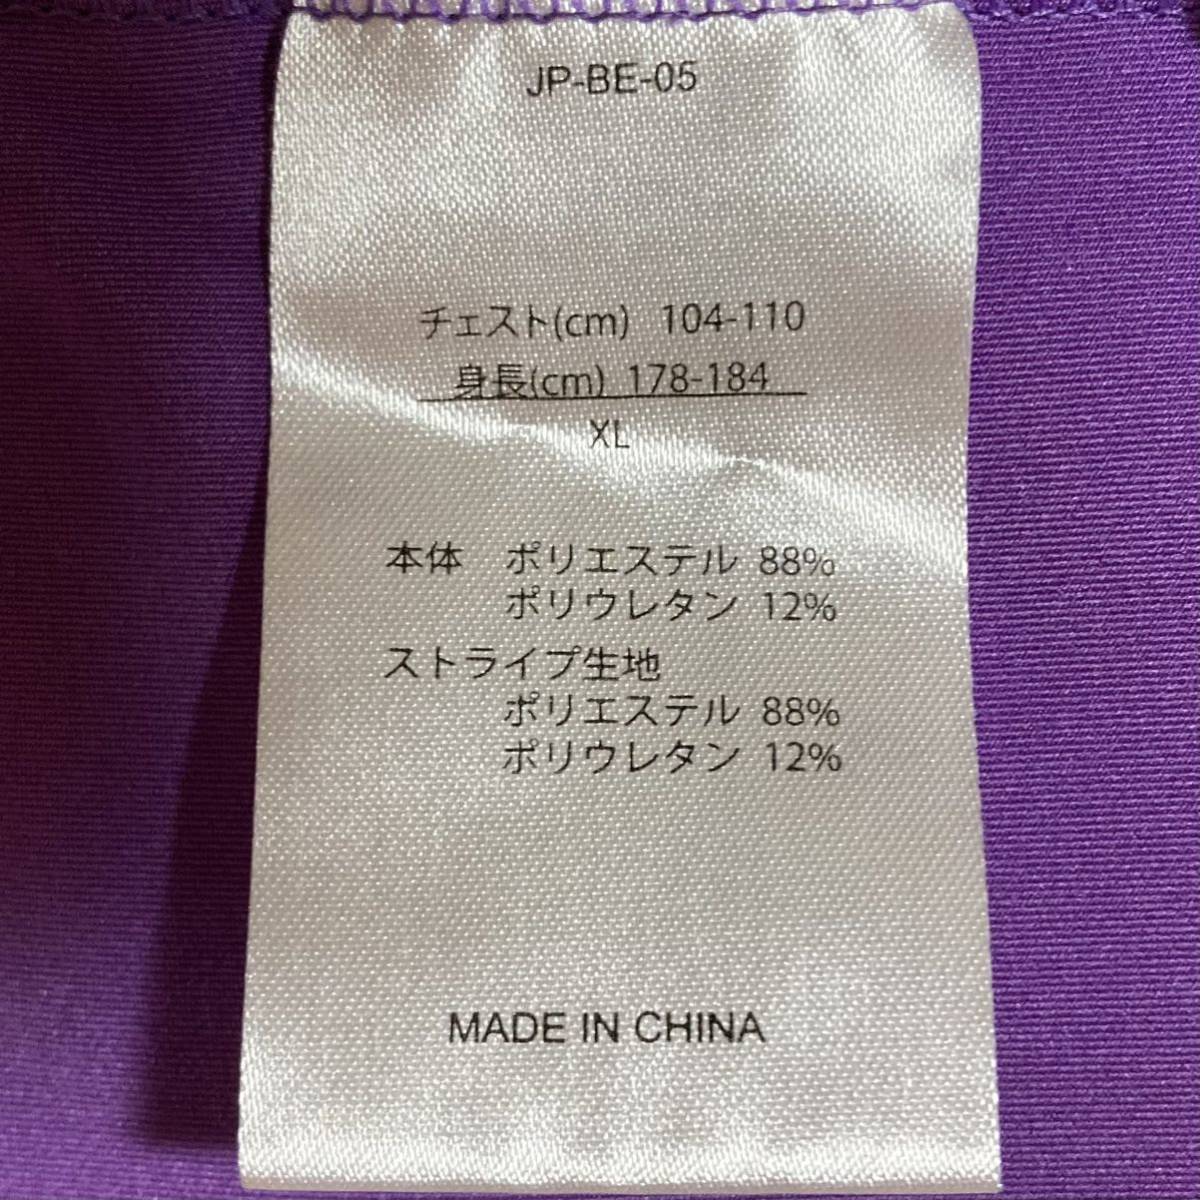 JP-BE-05
チェスト(cm) 104-110
身長(cm) 178-184
XL
本体 ポリエステル 88%
ポリウレタン 12%
ストライプ生地
ポリエステル 88%
ポリウレタン 12%
MADE IN CHINA